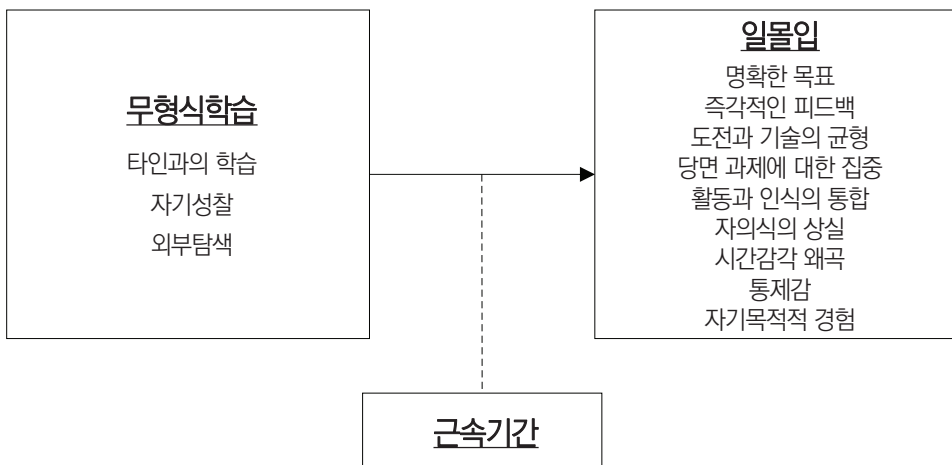 무형식학습
타인과의 학습
자기성찰
외부탐색
일몰입
명확한 목표
즉각적인 피드백
도전과 기술의 균형
당면 과제에 대한 집중
활동과 인식의 통합
자의식의 상실
시간감각 왜곡
통제감
자기목적적 경험
근속기간